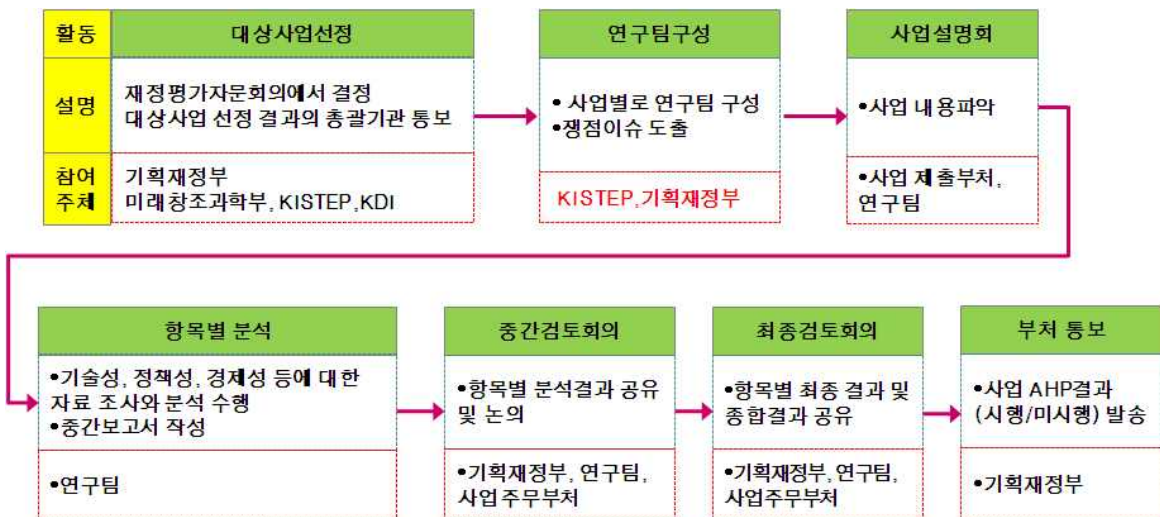 활동
대상사업선정
연구팀구성
사업설명회
설명
재정평가자문회의에서 결정
대상사업 선정 결과의 총괄기관 통보
• 사업별로 연구팀 구성
•쟁점이슈 도출
•사업 내용파악
참여
주체
기획재정부
미래창조과학부, KISTEP,KDI
KISTEP,기획재정부
•사업 제출부처,
연구팀
항목별 분석
중간검토회의
최종검토회의
부처 통보
•기술성, 정책성, 경제성 등에 대한
자료 조사와 분석 수행
•중간보고서 작성
•항목별 분석결과 공유
및 논의
•항목별 최종 결과 및
종합결과 공유
•사업 AHP결과
(시행/미시행) 발송
•연구팀
•기획재정부, 연구팀,
사업주무부처
•기획재정부, 연구팀,
사업주무부처
•기획재정부